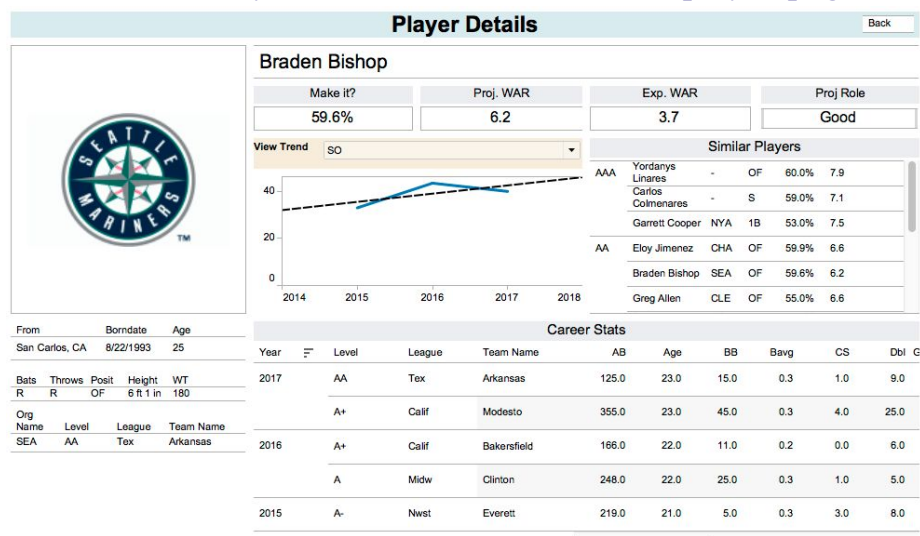 Player Details
Back
SEATTLE
MARINERS
TM
Braden Bishop
Make it? Proj. WAR Exp. WAR Proj Role
59.6% 6.2 3.7 Good
View Trend SO
40
20
0
2014 2015 2016 2017 2018
Similar Players
AAA Yordanys Linares - OF 60.0% 7.9
Carlos Colmenares - S 59.0% 7.1
Garrett Cooper NYA 1B 53.0% 7.5
AA Eloy Jimenez CHA OF 59.9% 6.6
Braden Bishop SEA OF 59.6% 6.2
Greg Allen CLE OF 55.0% 6.6
From Borndate Age
San Carlos, CA 8/22/1993 25
Bats Throws Posit Height WT
R R OF 6 ft 1 in 180
Org Name Level League Team Name
SEA AA Tex Arkansas
Career Stats
Year Level League Team Name AB Age BB Bavg CS Dbl G
2017 AA Tex Arkansas 125.0 23.0 15.0 0.3 1.0 9.0
A+ Calif Modesto 355.0 23.0 45.0 0.3 4.0 25.0
2016 A+ Calif Bakersfield 166.0 22.0 11.0 0.2 0.0 6.0
A Midw Clinton 248.0 22.0 25.0 0.3 1.0 5.0
2015 A- Nwst Everett 219.0 21.0 5.0 0.3 3.0 8.0